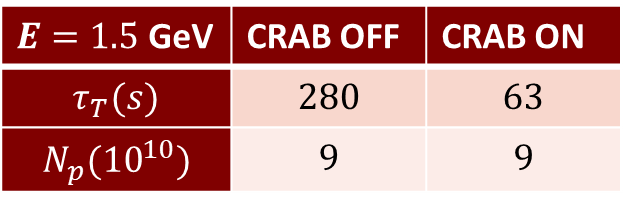 E = 1.5 GeV CRAB OFF CRAB ON
τ_T(s) 280 63
N_p(10^10) 9 9